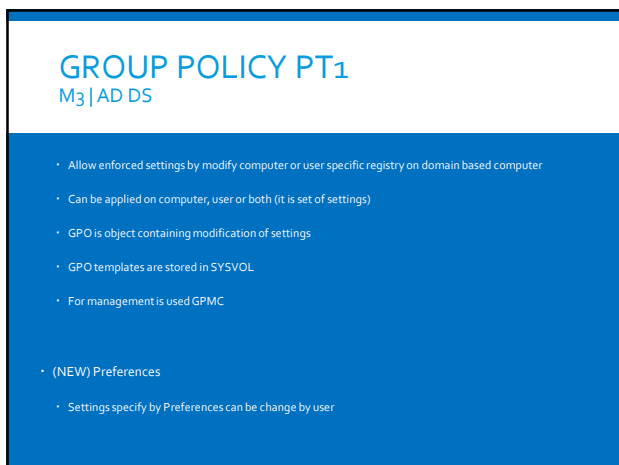 GROUP POLICY PT1
M3 | AD DS
• Allow enforced settings by modify computer or user specific registry on domain based computer
• Can be applied on computer, user or both (it is set of settings)
• GPO is object containing modification of settings
• GPO templates are stored in SYSVOL
• For management is used GPMC
• (NEW) Preferences
• Settings specify by Preferences can be change by user